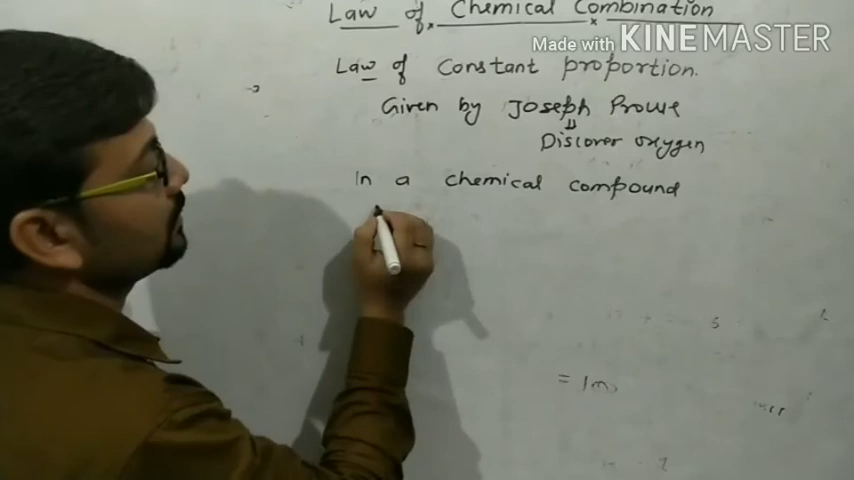 Law of Chemical Combination
Made with KINEMASTER
Law of Constant proportion.
Given by Joseph Prowe
Discover oxygen
In a chemical compound